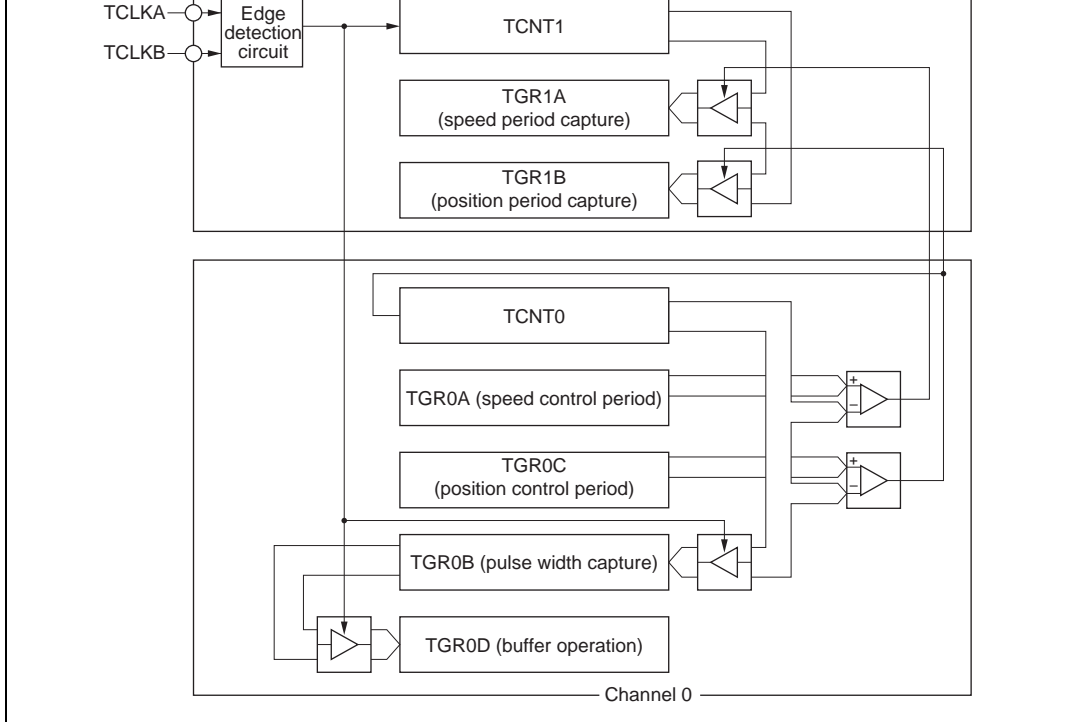 TCLKA
TCLKB
Edge
detection
circuit
TCNT1
TGR1A
(speed period capture)
TGR1B
(position period capture)
TCNT0
TGR0A (speed control period)
+
−
TGR0C
(position control period)
+
−
TGR0B (pulse width capture)
TGR0D (buffer operation)
Channel 0